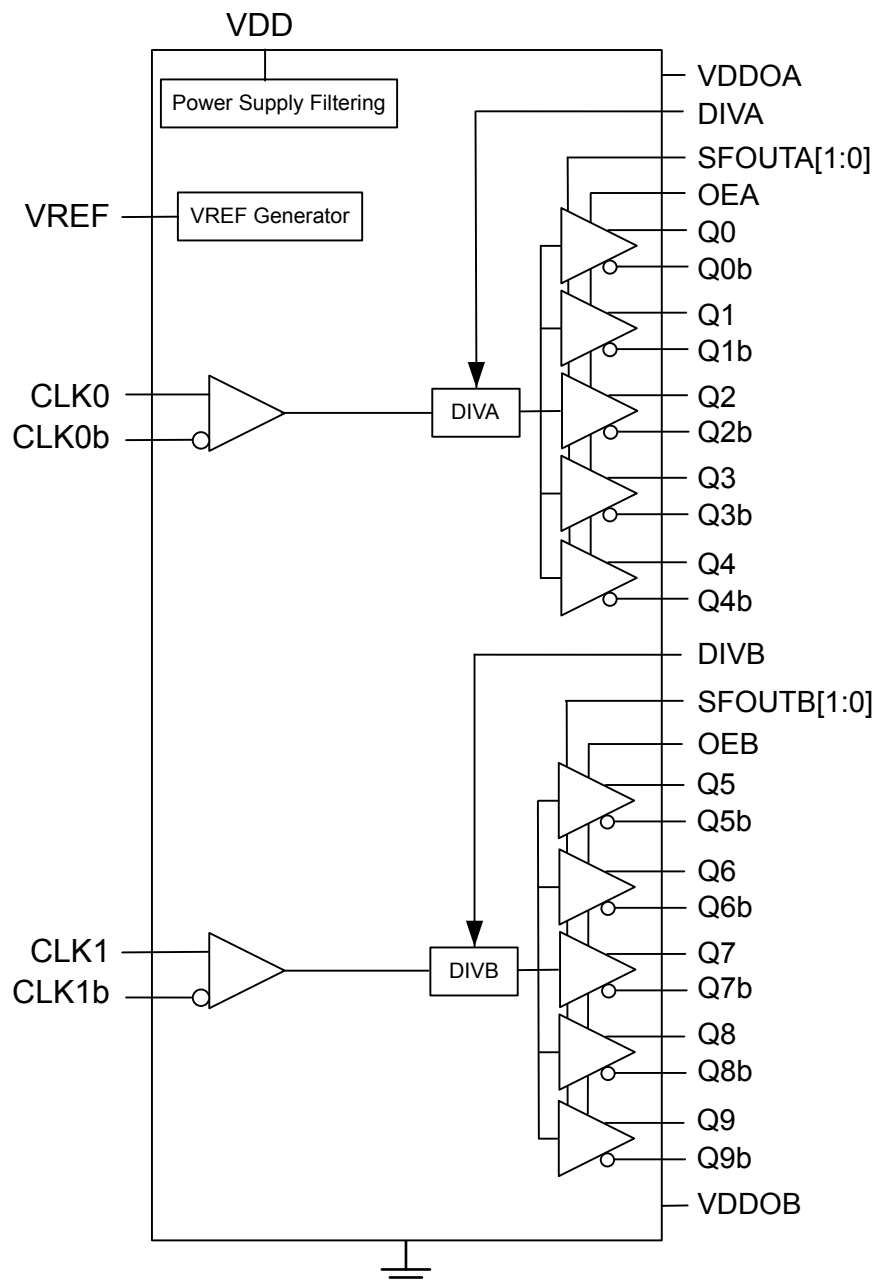 VDD
VDDOA
Power Supply Filtering
DIVA
SFOUTA[1:0]
OEA
VREF
VREF Generator
Q0
Q0b
Q1
Q1b
CLK0
DIVA
Q2
CLK0b
Q2b
Q3
Q3b
Q4
Q4b
DIVB
SFOUTB[1:0]
OEB
Q5
Q5b
Q6
Q6b
CLK1
DIVB
Q7
CLK1b
Q7b
Q8
Q8b
Q9
Q9b
VDDOB